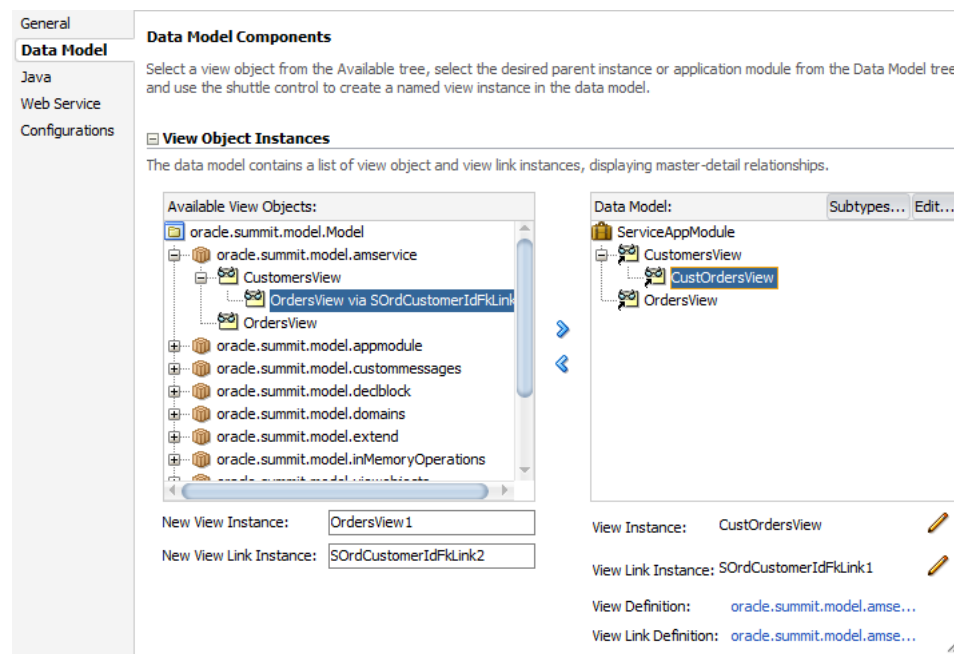 General
Data Model
Java
Web Service
Configurations
Data Model Components
Select a view object from the Available tree, select the desired parent instance or application module from the Data Model tree
and use the shuttle control to create a named view instance in the data model.
View Object Instances
The data model contains a list of view object and view link instances, displaying master-detail relationships.
Available View Objects:
oracle.summit.model.Model
oracle.summit.model.amservice
CustomersView
OrdersView via SOrdCustomerIdFkLink
OrdersView
oracle.summit.model.appmodule
oracle.summit.model.custommessages
oracle.summit.model.declblock
oracle.summit.model.domains
oracle.summit.model.extend
oracle.summit.model.inMemoryOperations
New View Instance: OrdersView1
New View Link Instance: SOrdCustomerIdFkLink2
Data Model: Subtypes... Edit...
ServiceAppModule
CustomersView
CustOrdersView
OrdersView
View Instance: CustOrdersView
View Link Instance: SOrdCustomerIdFkLink1
View Definition: oracle.summit.model.amse...
View Link Definition: oracle.summit.model.amse...